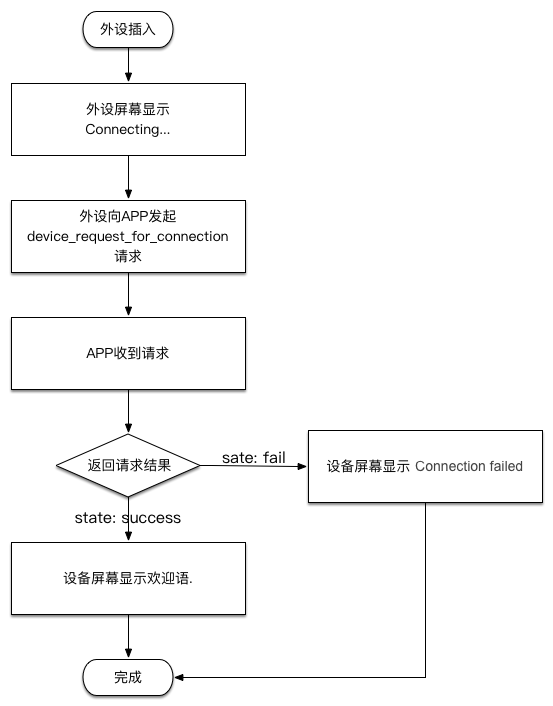 外设插入
外设屏幕显示
Connecting...
外设向APP发起
device_request_for_connection
请求
APP收到请求
返回请求结果
sate: fail
设备屏幕显示 Connection failed
state: success
设备屏幕显示欢迎语.
完成